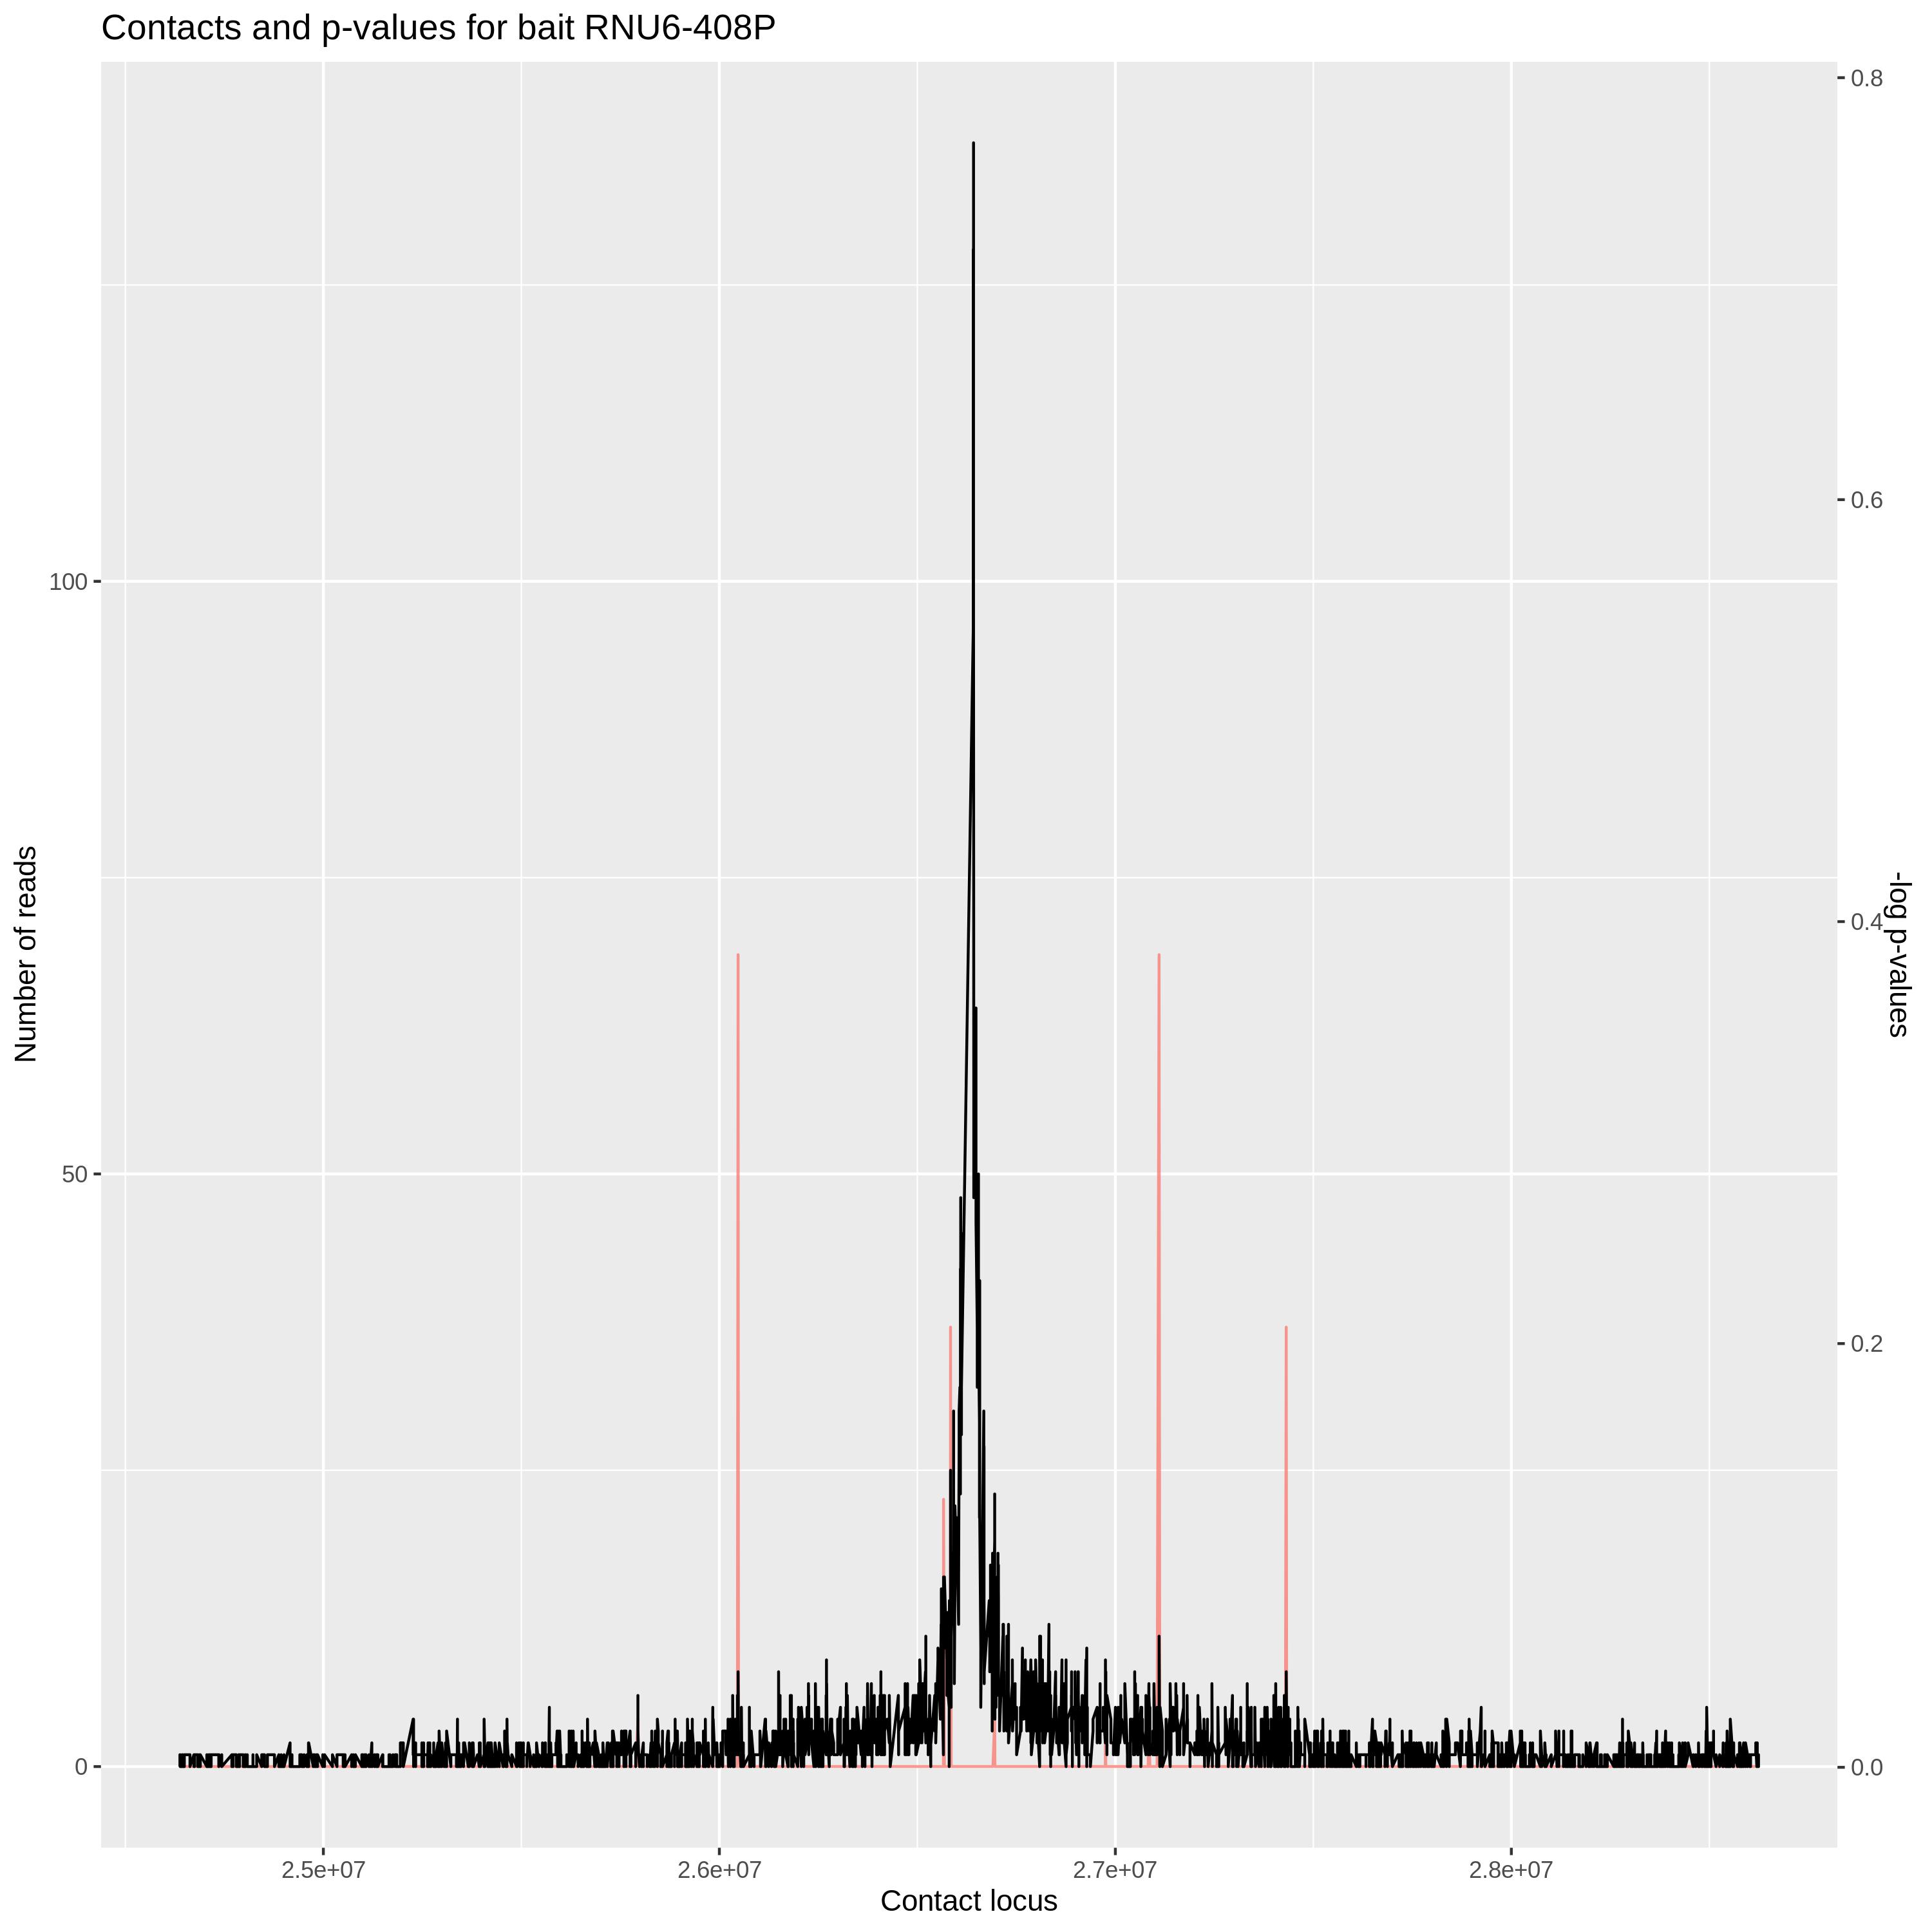 Contacts and p-values for bait RNU6-408P
Number of reads
100
50
0
0.8
0.6
0.4
0.2
0.0
-log p-values
2.5e+07
2.6e+07
2.7e+07
2.8e+07
Contact locus